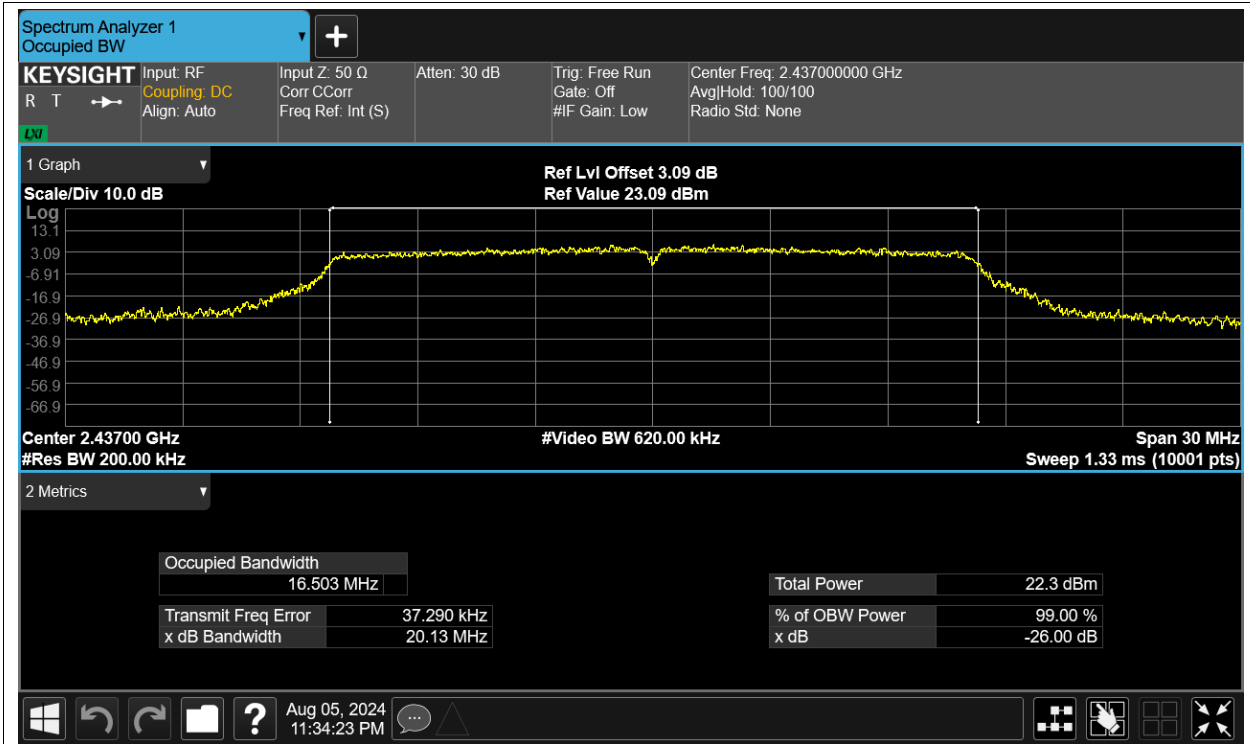 Spectrum Analyzer 1
Occupied BW
▼
+
KEYSIGHT
R T
LXI
Input: RF
Coupling: DC
Align: Auto
Input Z: 50 Ω
Corr CCorr
Freq Ref: Int (S)
Atten: 30 dB
Trig: Free Run
Gate: Off
#IF Gain: Low
Center Freq: 2.437000000 GHz
Avg|Hold: 100/100
Radio Std: None
1 Graph ▼
Scale/Div 10.0 dB
Ref Lvl Offset 3.09 dB
Ref Value 23.09 dBm
Log
13.1
3.09
-6.91
-16.9
-26.9
-36.9
-46.9
-56.9
-66.9
Center 2.43700 GHz
#Res BW 200.00 kHz
#Video BW 620.00 kHz
Span 30 MHz
Sweep 1.33 ms (10001 pts)
2 Metrics ▼
Occupied Bandwidth
16.503 MHz
Transmit Freq Error 37.290 kHz
x dB Bandwidth 20.13 MHz
Total Power 22.3 dBm
% of OBW Power 99.00 %
x dB -26.00 dB
?
Aug 05, 2024
11:34:23 PM